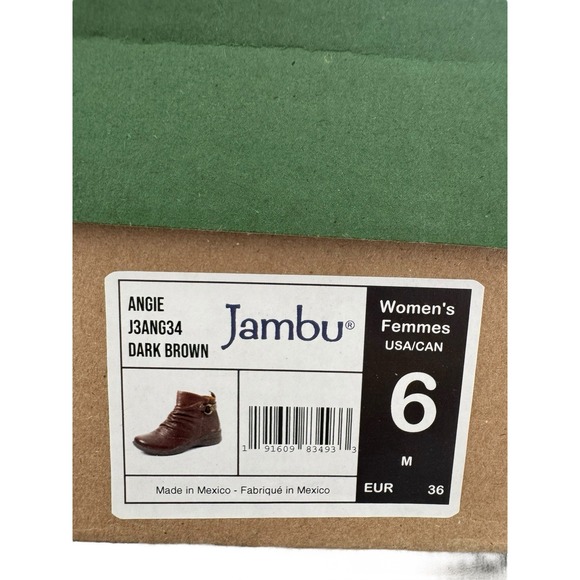 ANGIE
J3ANG34
DARK BROWN
Jambu®
Women's
Femmes
USA/CAN
6
M
EUR 36
1 91609 83493 3
Made in Mexico - Fabriqué in Mexico